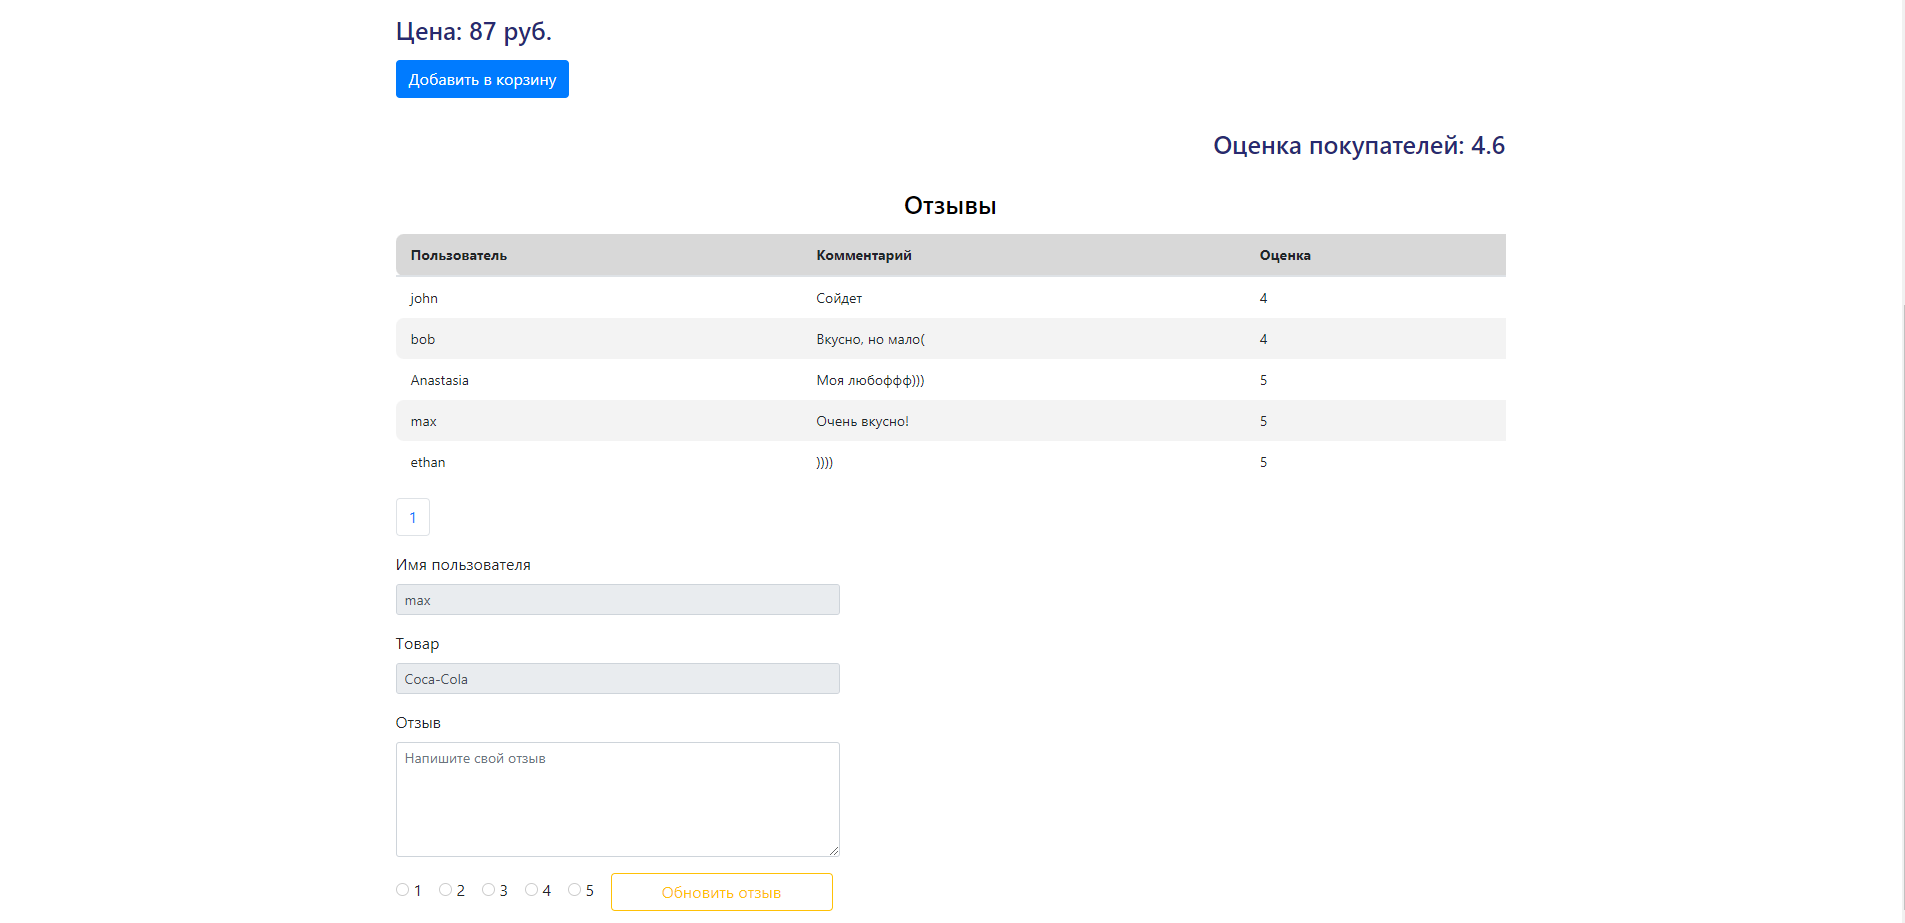 Цена: 87 руб.
Добавить в корзину
Оценка покупателей: 4.6
Отзывы
Пользователь Комментарий Оценка
john Сойдет 4
bob Вкусно, но мало( 4
Anastasia Моя любоффф))) 5
max Очень вкусно! 5
ethan )))) 5
1
Имя пользователя
max
Товар
Coca-Cola
Отзыв
Напишите свой отзыв
1 2 3 4 5 Обновить отзыв